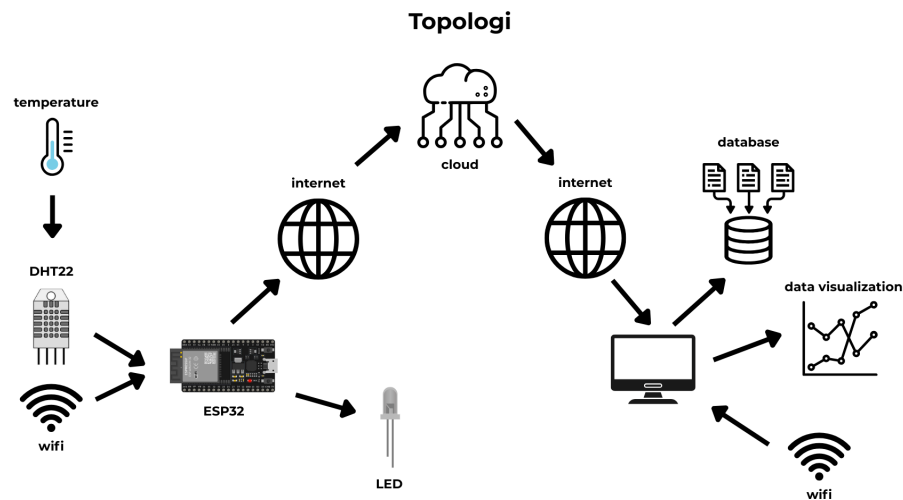 Topologi
temperature
cloud
database
internet
internet
DHT22
data visualization
ESP32
wifi
LED
wifi